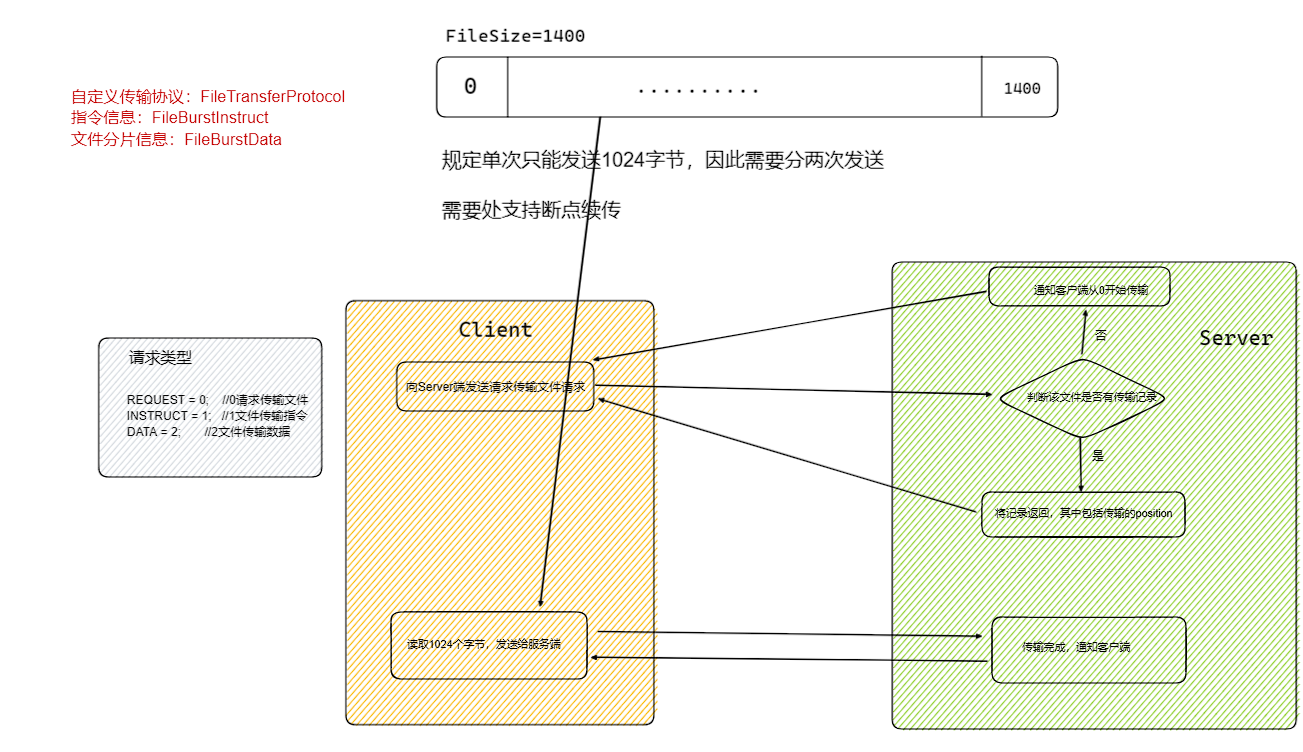 FileSize=1400
0
..........
1400
自定义传输协议：FileTransferProtocol
指令信息：FileBurstInstruct
文件分片信息：FileBurstData
规定单次只能发送1024字节，因此需要分两次发送
需要处支持断点续传
请求类型
REQUEST = 0; //0请求传输文件
INSTRUCT = 1; //1文件传输指令
DATA = 2; //2文件传输数据
Client
向Server端发送请求传输文件请求
读取1024个字节，发送给服务端
Server
通知客户端从0开始传输
否
判断该文件是否有传输记录
是
将记录返回，其中包括传输的position
传输完成，通知客户端